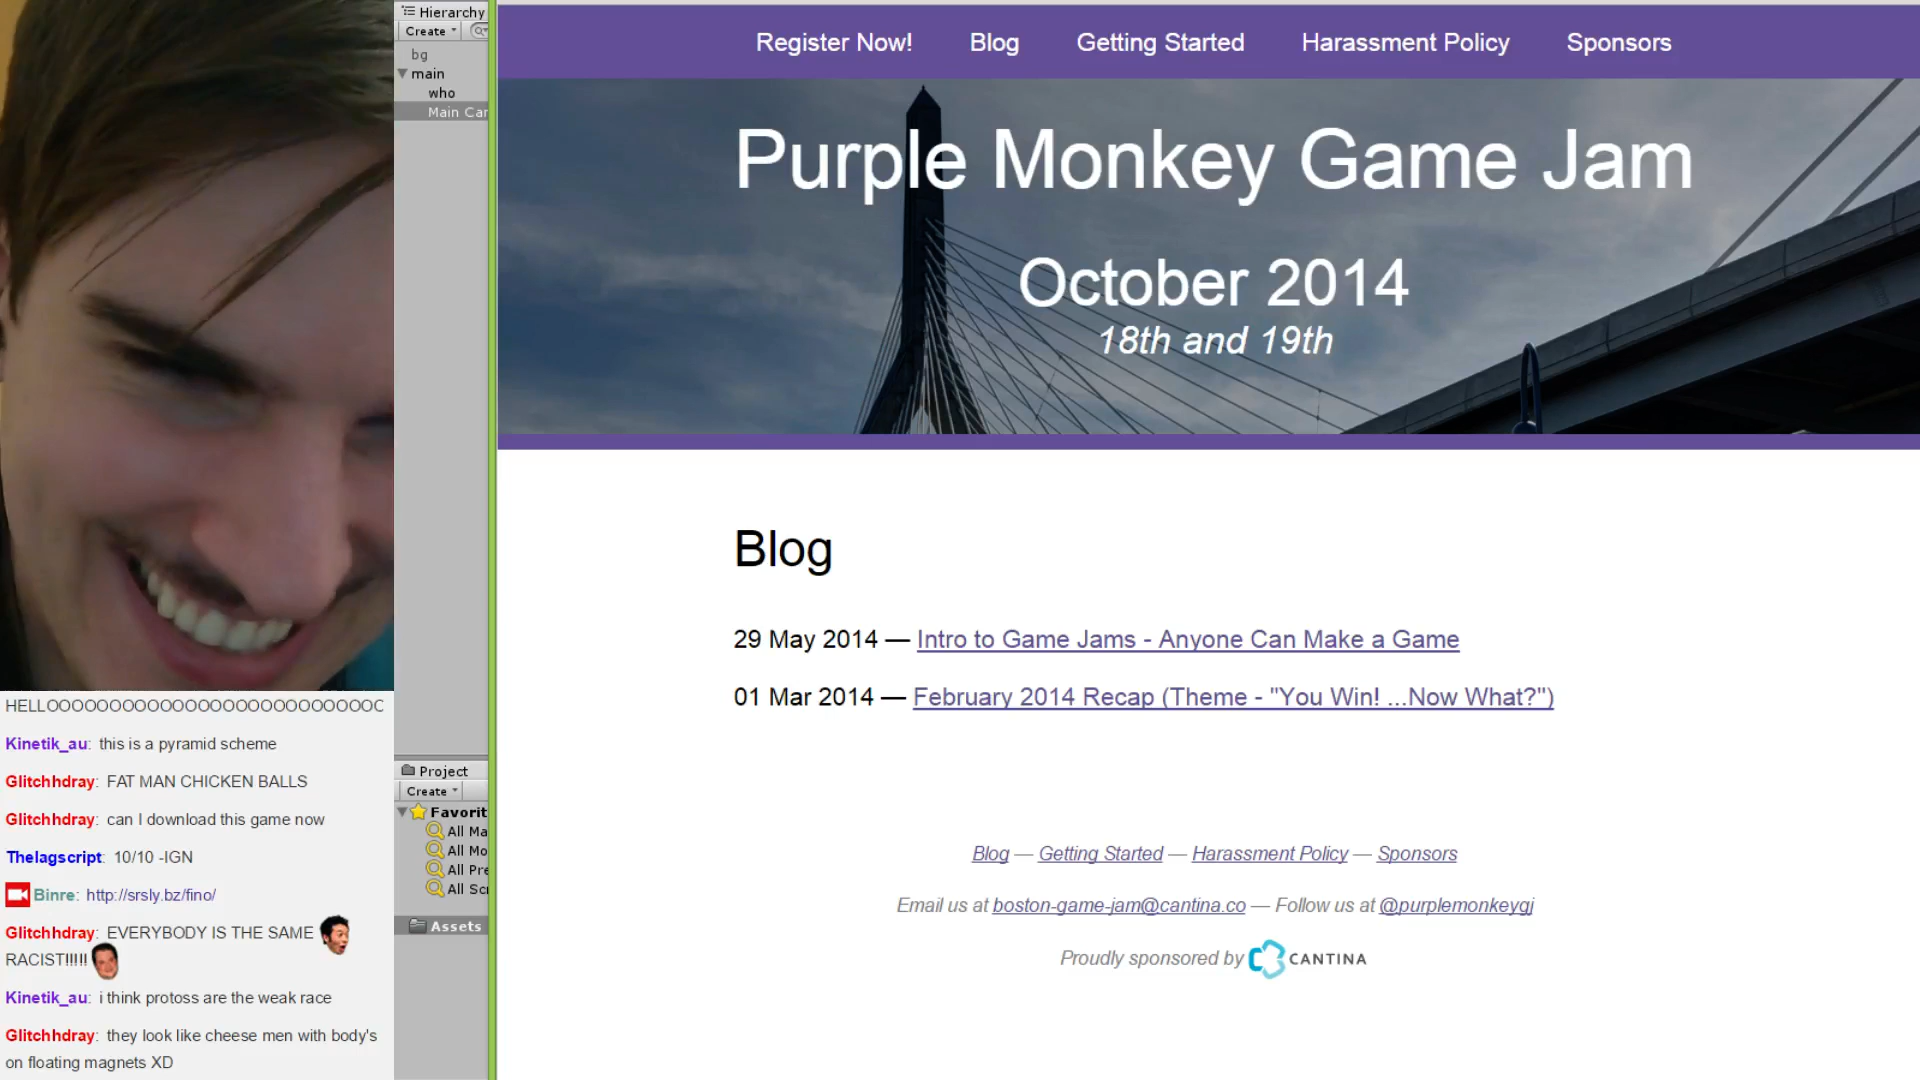 HELLOOOOOOOOOOOOOOOOOOOOOOOOOOO
Kinetik_au: this is a pyramid scheme
Glitchhdray: FAT MAN CHICKEN BALLS
Glitchhdray: can I download this game now
Thelagscript: 10/10 -IGN
Binre: http://srsly.bz/fino/
Glitchhdray: EVERYBODY IS THE SAME
RACIST!!!!!
Kinetik_au: i think protoss are the weak race
Glitchhdray: they look like cheese men with body's
on floating magnets XD
Hierarchy
Create
bg
main
who
Main Car
Project
Create
Favorit
All Ma
All Mo
All Pre
All Scr
Assets
Register Now!
Blog
Getting Started
Harassment Policy
Sponsors
Purple Monkey Game Jam
October 2014
18th and 19th
Blog
29 May 2014 — Intro to Game Jams - Anyone Can Make a Game
01 Mar 2014 — February 2014 Recap (Theme - "You Win! ...Now What?")
Blog — Getting Started — Harassment Policy — Sponsors
Email us at boston-game-jam@cantina.co — Follow us at @purplemonkeygj
Proudly sponsored by CANTINA